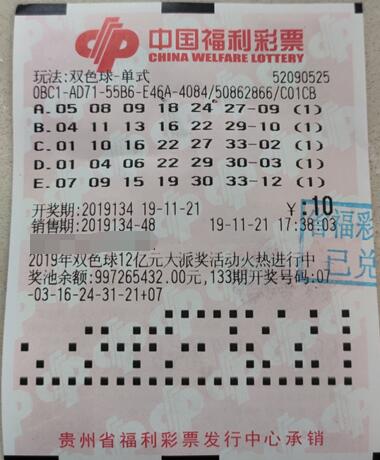 中国福利彩票
CHINA WELFARE LOTTERY
玩法:双色球-单式 52090525
0BC1-AD71-55B6-E46A-4084/50862866/C01CB
A.05 08 09 18 24 27-09 (1)
B.04 11 13 16 22 29-10 (1)
C.01 10 16 22 27 33-02 (1)
D.01 04 06 22 29 30-03 (1)
E.07 09 15 19 30 33-12 (1)
开奖期:2019134 19-11-21 ¥:10
销售期:2019134-48 19-11-21 17:38:03
福彩
已兑
2019年双色球12亿元大派奖活动火热进行中
奖池余额:997265432.00元,133期开奖号码:07
-03-16-24-31-21+07
贵州省福利彩票发行中心承销